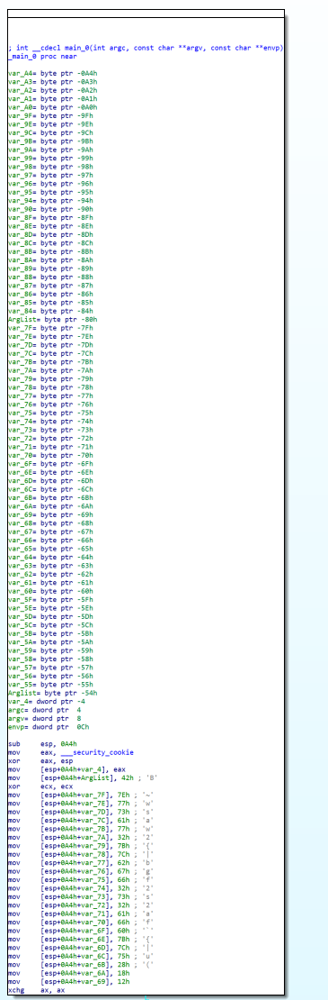 ; int __cdecl main_0(int argc, const char **argv, const char **envp)
_main_0 proc near
var_A4= byte ptr -0A4h
var_A3= byte ptr -0A3h
var_A2= byte ptr -0A2h
var_A1= byte ptr -0A1h
var_A0= byte ptr -0A0h
var_9F= byte ptr -9Fh
var_9E= byte ptr -9Eh
var_9C= byte ptr -9Ch
var_9B= byte ptr -9Bh
var_9A= byte ptr -9Ah
var_99= byte ptr -99h
var_98= byte ptr -98h
var_97= byte ptr -97h
var_96= byte ptr -96h
var_95= byte ptr -95h
var_94= byte ptr -94h
var_90= byte ptr -90h
var_8F= byte ptr -8Fh
var_8E= byte ptr -8Eh
var_8D= byte ptr -8Dh
var_8C= byte ptr -8Ch
var_8B= byte ptr -8Bh
var_8A= byte ptr -8Ah
var_89= byte ptr -89h
var_88= byte ptr -88h
var_87= byte ptr -87h
var_86= byte ptr -86h
var_85= byte ptr -85h
var_84= byte ptr -84h
ArgList= byte ptr -80h
var_7F= byte ptr -7Fh
var_7E= byte ptr -7Eh
var_7D= byte ptr -7Dh
var_7C= byte ptr -7Ch
var_7B= byte ptr -7Bh
var_7A= byte ptr -7Ah
var_79= byte ptr -79h
var_78= byte ptr -78h
var_77= byte ptr -77h
var_76= byte ptr -76h
var_75= byte ptr -75h
var_74= byte ptr -74h
var_73= byte ptr -73h
var_72= byte ptr -72h
var_71= byte ptr -71h
var_70= byte ptr -70h
var_6F= byte ptr -6Fh
var_6E= byte ptr -6Eh
var_6D= byte ptr -6Dh
var_6C= byte ptr -6Ch
var_6B= byte ptr -6Bh
var_6A= byte ptr -6Ah
var_69= byte ptr -69h
var_68= byte ptr -68h
var_67= byte ptr -67h
var_66= byte ptr -66h
var_65= byte ptr -65h
var_64= byte ptr -64h
var_63= byte ptr -63h
var_62= byte ptr -62h
var_61= byte ptr -61h
var_60= byte ptr -60h
var_5F= byte ptr -5Fh
var_5E= byte ptr -5Eh
var_5D= byte ptr -5Dh
var_5C= byte ptr -5Ch
var_5B= byte ptr -5Bh
var_5A= byte ptr -5Ah
var_59= byte ptr -59h
var_58= byte ptr -58h
var_57= byte ptr -57h
var_56= byte ptr -56h
var_55= byte ptr -55h
Arglist= byte ptr -54h
var_4= dword ptr -4
argc= dword ptr 4
argv= dword ptr 8
envp= dword ptr 0Ch
sub esp, 0A4h
mov eax, ___security_cookie
xor eax, esp
mov [esp+0A4h+var_4], eax
mov [esp+0A4h+ArgList], 42h ; 'B'
xor ecx, ecx
mov [esp+0A4h+var_7F], 7Eh ; '~'
mov [esp+0A4h+var_7E], 77h ; 'w'
mov [esp+0A4h+var_7D], 73h ; 's'
mov [esp+0A4h+var_7C], 61h ; 'a'
mov [esp+0A4h+var_7B], 77h ; 'w'
mov [esp+0A4h+var_7A], 32h ; '2'
mov [esp+0A4h+var_79], 7Bh ; '{'
mov [esp+0A4h+var_78], 7Ch ; '|'
mov [esp+0A4h+var_77], 62h ; 'b'
mov [esp+0A4h+var_76], 67h ; 'g'
mov [esp+0A4h+var_75], 66h ; 'f'
mov [esp+0A4h+var_74], 32h ; '2'
mov [esp+0A4h+var_73], 73h ; 's'
mov [esp+0A4h+var_72], 32h ; '2'
mov [esp+0A4h+var_71], 61h ; 'a'
mov [esp+0A4h+var_70], 66h ; 'f'
mov [esp+0A4h+var_6F], 60h ; '`'
mov [esp+0A4h+var_6E], 7Bh ; '{'
mov [esp+0A4h+var_6D], 7Ch ; '|'
mov [esp+0A4h+var_6C], 75h ; 'u'
mov [esp+0A4h+var_6B], 28h ; '('
mov [esp+0A4h+var_6A], 18h
mov [esp+0A4h+var_69], 12h
xchg ax, ax